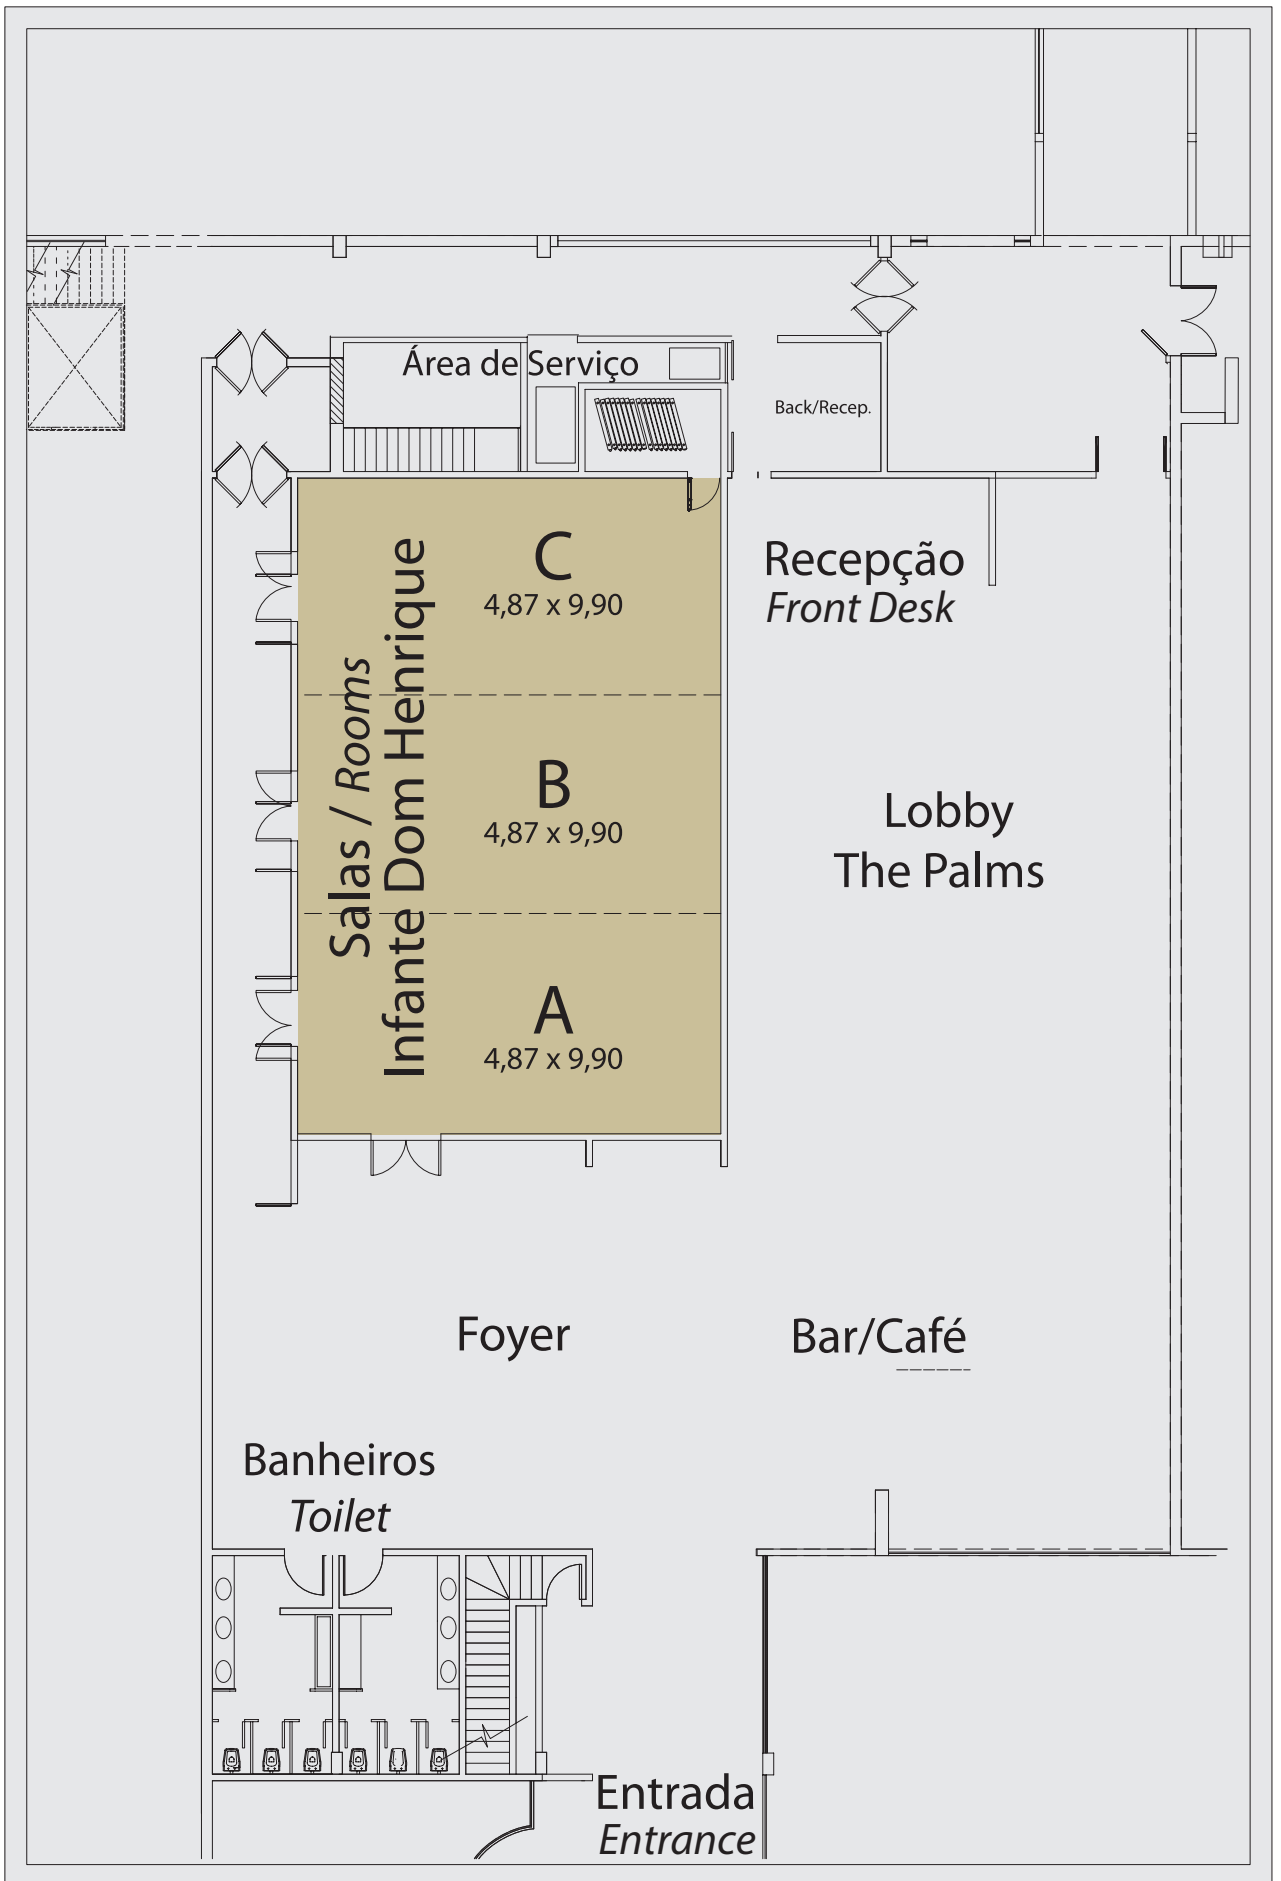 Área de Serviço
Back/Recep.
C
4,87 x 9,90
Recepção
Front Desk
Salas / Rooms
Infante Dom Henrique
B
4,87 x 9,90
Lobby
The Palms
A
4,87 x 9,90
Foyer
Bar/Café
Banheiros
Toilet
Entrada
Entrance